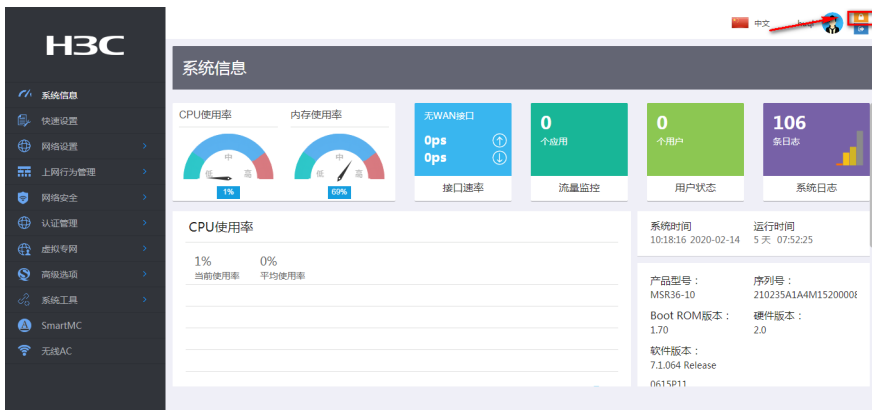 H3C
中文
系统信息
系统信息
快速设置
网络设置
上网行为管理
网络安全
认证管理
虚拟专网
高级选项
系统工具
SmartMC
无线AC
CPU使用率
内存使用率
低 中 高
1%
低 中 高
69%
无WAN接口
0ps
0ps
接口速率
0
个应用
流量监控
0
个用户
用户状态
106
条日志
系统日志
CPU使用率
1%
当前使用率
0%
平均使用率
系统时间
10:18:16 2020-02-14
运行时间
5 天 07:52:25
产品型号：
MSR36-10
序列号：
210235A1A4M15200008
Boot ROM版本：
1.70
硬件版本：
2.0
软件版本：
7.1.064 Release
0615P11